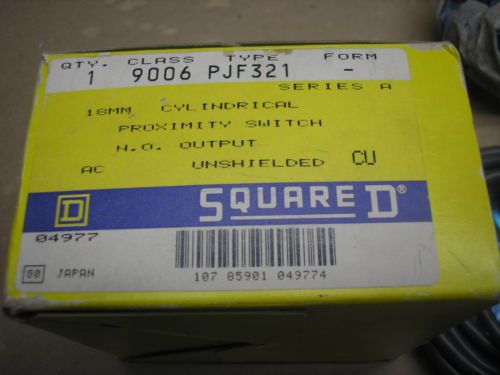 QTY. CLASS TYPE FORM
1 9006 PJF321 -
SERIES A
18MM CYLINDRICAL
PROXIMITY SWITCH
N.O. OUTPUT
AC UNSHIELDED CU
D SQUARE D®
04977
80 JAPAN
107 85901 049774